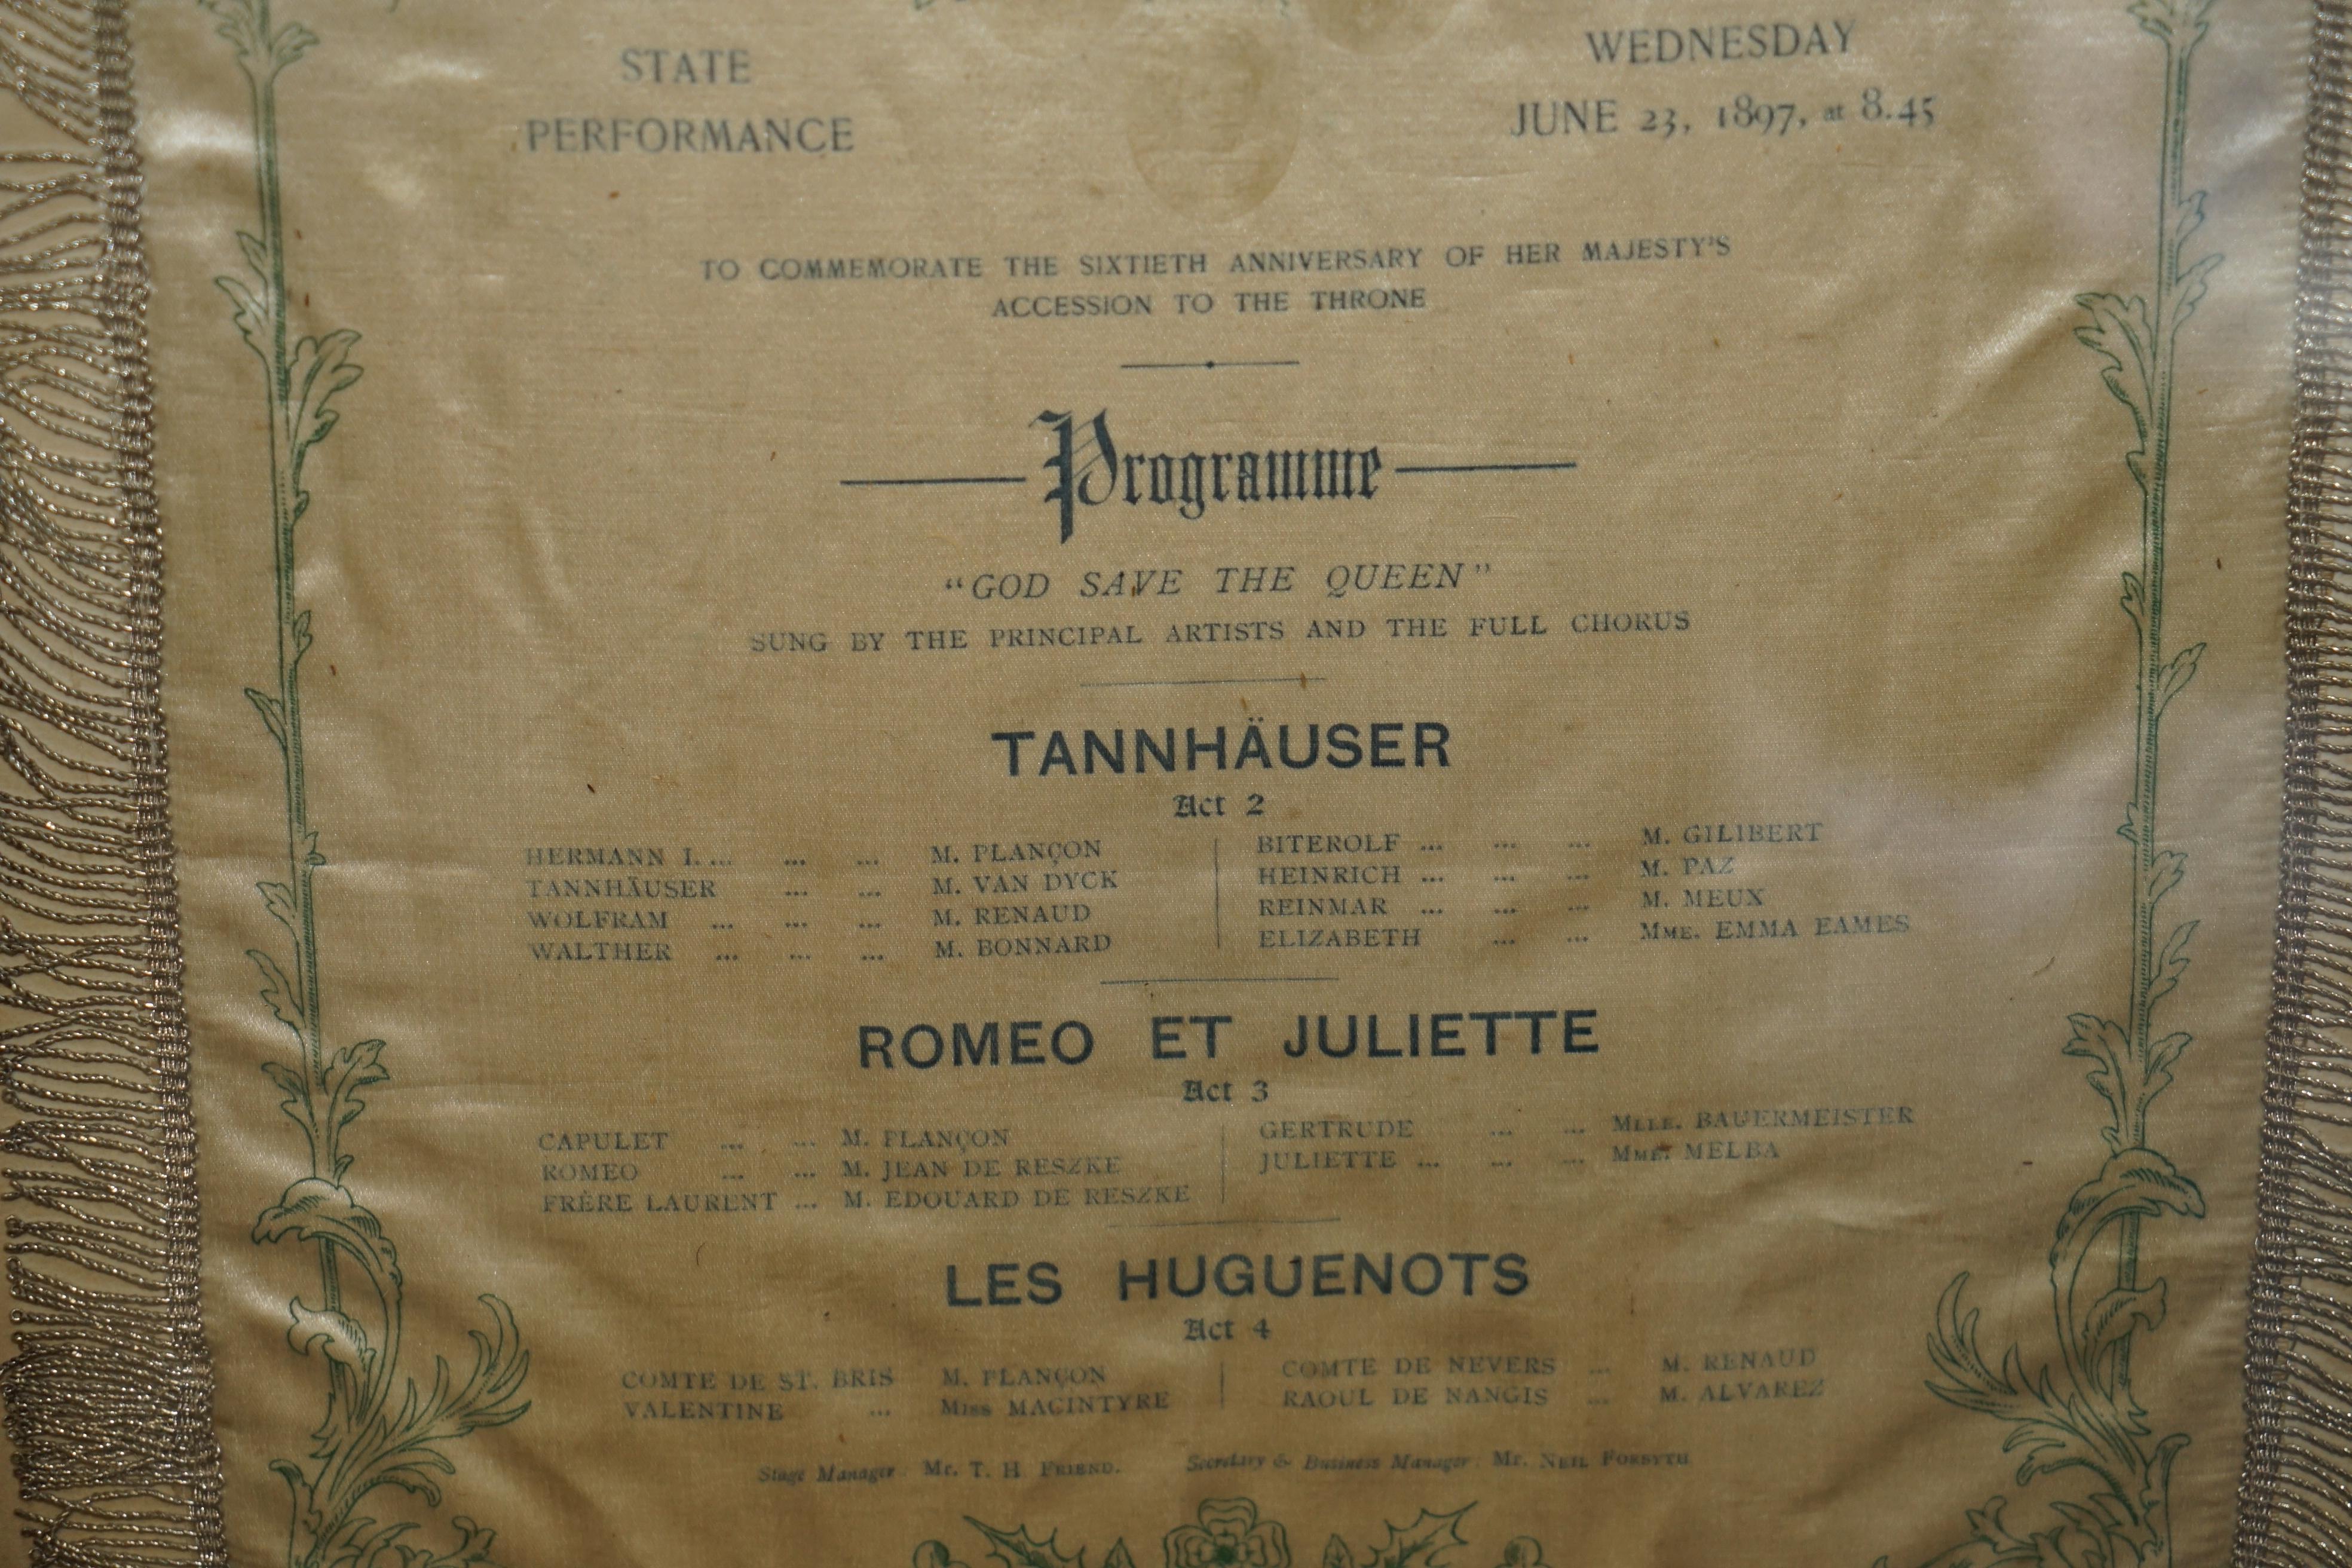 STATE
PERFORMANCE
WEDNESDAY
JUNE 23, 1897, at 8.45
TO COMMEMORATE THE SIXTIETH ANNIVERSARY OF HER MAJESTY'S
ACCESSION TO THE THRONE
Programme
"GOD SAVE THE QUEEN"
SUNG BY THE PRINCIPAL ARTISTS AND THE FULL CHORUS
TANNHÄUSER
Act 2
HERMANN I. ... ... ... M. PLANÇON
TANNHÄUSER ... ... M. VAN DYCK
WOLFRAM ... ... ... M. RENAUD
WALTHER ... ... ... M. BONNARD
BITEROLF ... ... ... M. GILIBERT
HEINRICH ... ... ... M. PAZ
REINMAR ... ... ... M. MEUX
ELIZABETH ... ... MME. EMMA EAMES
ROMEO ET JULIETTE
Act 3
CAPULET ... ... M. PLANÇON
ROMEO ... ... M. JEAN DE RESZKE
FRÈRE LAURENT ... M. EDOUARD DE RESZKE
GERTRUDE ... ... MLLE. BAUERMEISTER
JULIETTE ... ... ... MME. MELBA
LES HUGUENOTS
Act 4
COMTE DE ST. BRIS M. PLANÇON
VALENTINE ... Miss MACINTYRE
COMTE DE NEVERS ... M. RENAUD
RAOUL DE NANGIS ... M. ALVAREZ
Stage Manager Mr. T. H. FRIEND. Secretary & Business Manager Mr. NEIL FORSYTH